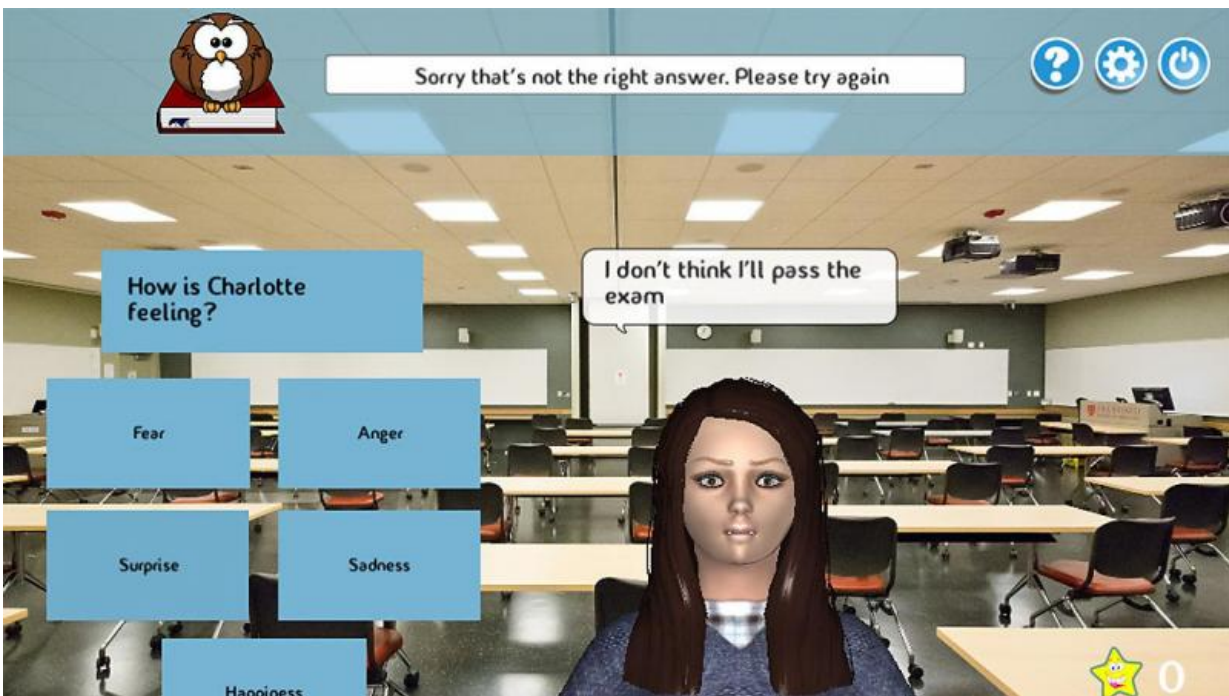 Sorry that's not the right answer. Please try again
?
How is Charlotte
feeling?
I don't think I'll pass the
exam
Fear
Anger
Surprise
Sadness
Happiness
0